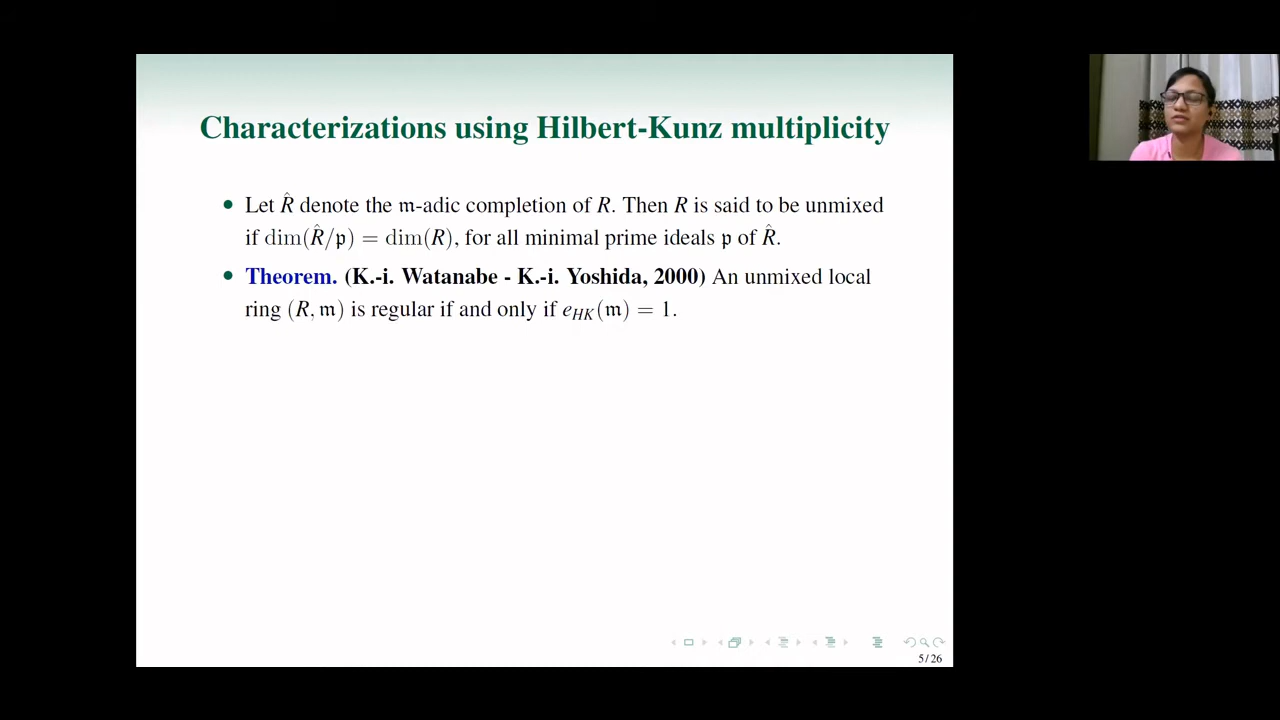 Characterizations using Hilbert-Kunz multiplicity
• Let R̂ denote the 𝔪-adic completion of R. Then R is said to be unmixed
if dim(R̂/𝔭) = dim(R), for all minimal prime ideals 𝔭 of R̂.
• Theorem. (K.-i. Watanabe - K.-i. Yoshida, 2000) An unmixed local
ring (R, 𝔪) is regular if and only if e_{HK}(𝔪) = 1.
5 / 26